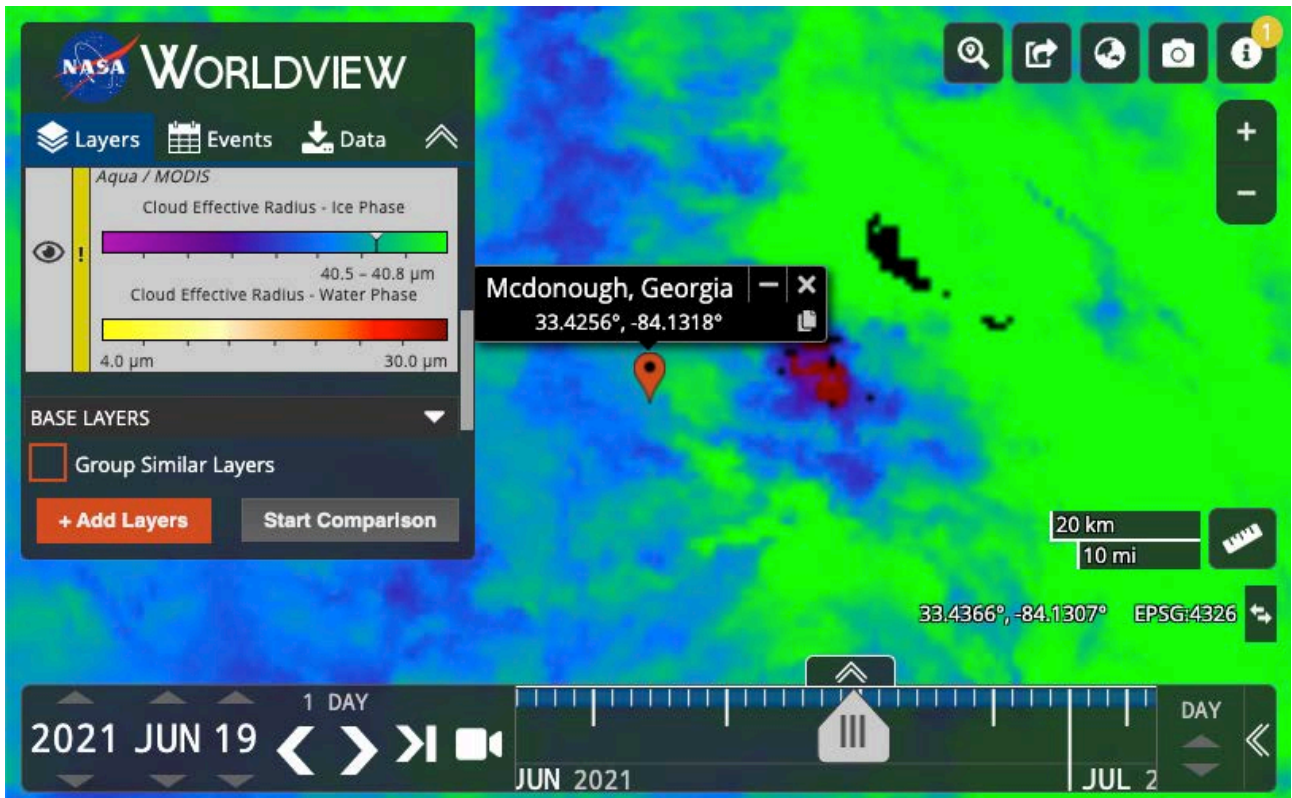 NASA WORLDVIEW
1
Layers Events Data
Aqua / MODIS
Cloud Effective Radius - Ice Phase
!
40.5 – 40.8 µm
Cloud Effective Radius - Water Phase
4.0 µm 30.0 µm
BASE LAYERS
Group Similar Layers
+ Add Layers Start Comparison
Mcdonough, Georgia
33.4256°, -84.1318°
20 km
10 mi
33.4366°, -84.1307° EPSG:4326
1 DAY
2021 JUN 19
JUN 2021 JUL 2
DAY